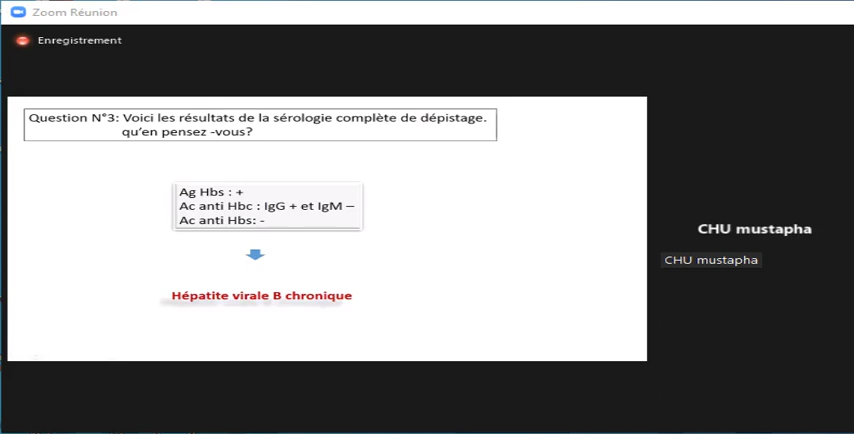 Zoom Réunion
Enregistrement
Question N°3: Voici les résultats de la sérologie complète de dépistage.
qu'en pensez -vous?
Ag Hbs : +
Ac anti Hbc : IgG + et IgM –
Ac anti Hbs: -
Hépatite virale B chronique
CHU mustapha
CHU mustapha